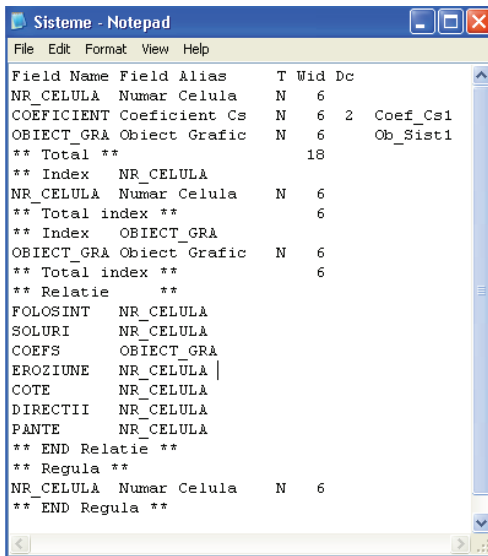 Sisteme - Notepad
File Edit Format View Help
Field Name Field Alias T Wid Dc
NR_CELULA Numar Celula N 6
COEFICIENT Coeficient Cs N 6 2 Coef_Cs1
OBIECT_GRA Obiect Grafic N 6 Ob_Sist1
** Total ** 18
** Index NR_CELULA
NR_CELULA Numar Celula N 6
** Total index ** 6
** Index OBIECT_GRA
OBIECT_GRA Obiect Grafic N 6
** Total index ** 6
** Relatie **
FOLOSINT NR_CELULA
SOLURI NR_CELULA
COEFS OBIECT_GRA
EROZIUNE NR_CELULA
COTE NR_CELULA
DIRECTII NR_CELULA
PANTE NR_CELULA
** END Relatie **
** Regula **
NR_CELULA Numar Celula N 6
** END Regula **